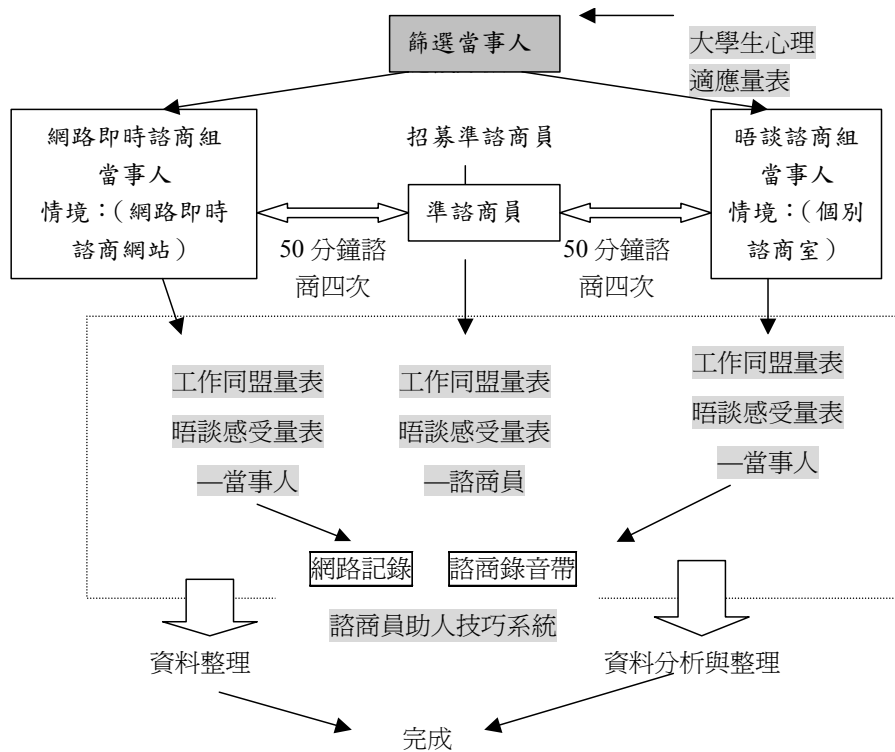 篩選當事人
大學生心理
適應量表
網路即時諮商組
當事人
情境：（網路即時
諮商網站）
招募準諮商員
準諮商員
50 分鐘諮
商四次
50 分鐘諮
商四次
晤談諮商組
當事人
情境：（個別
諮商室）
工作同盟量表
晤談感受量表
—當事人
工作同盟量表
晤談感受量表
—諮商員
工作同盟量表
晤談感受量表
—當事人
網路記錄
諮商錄音帶
諮商員助人技巧系統
資料整理
資料分析與整理
完成